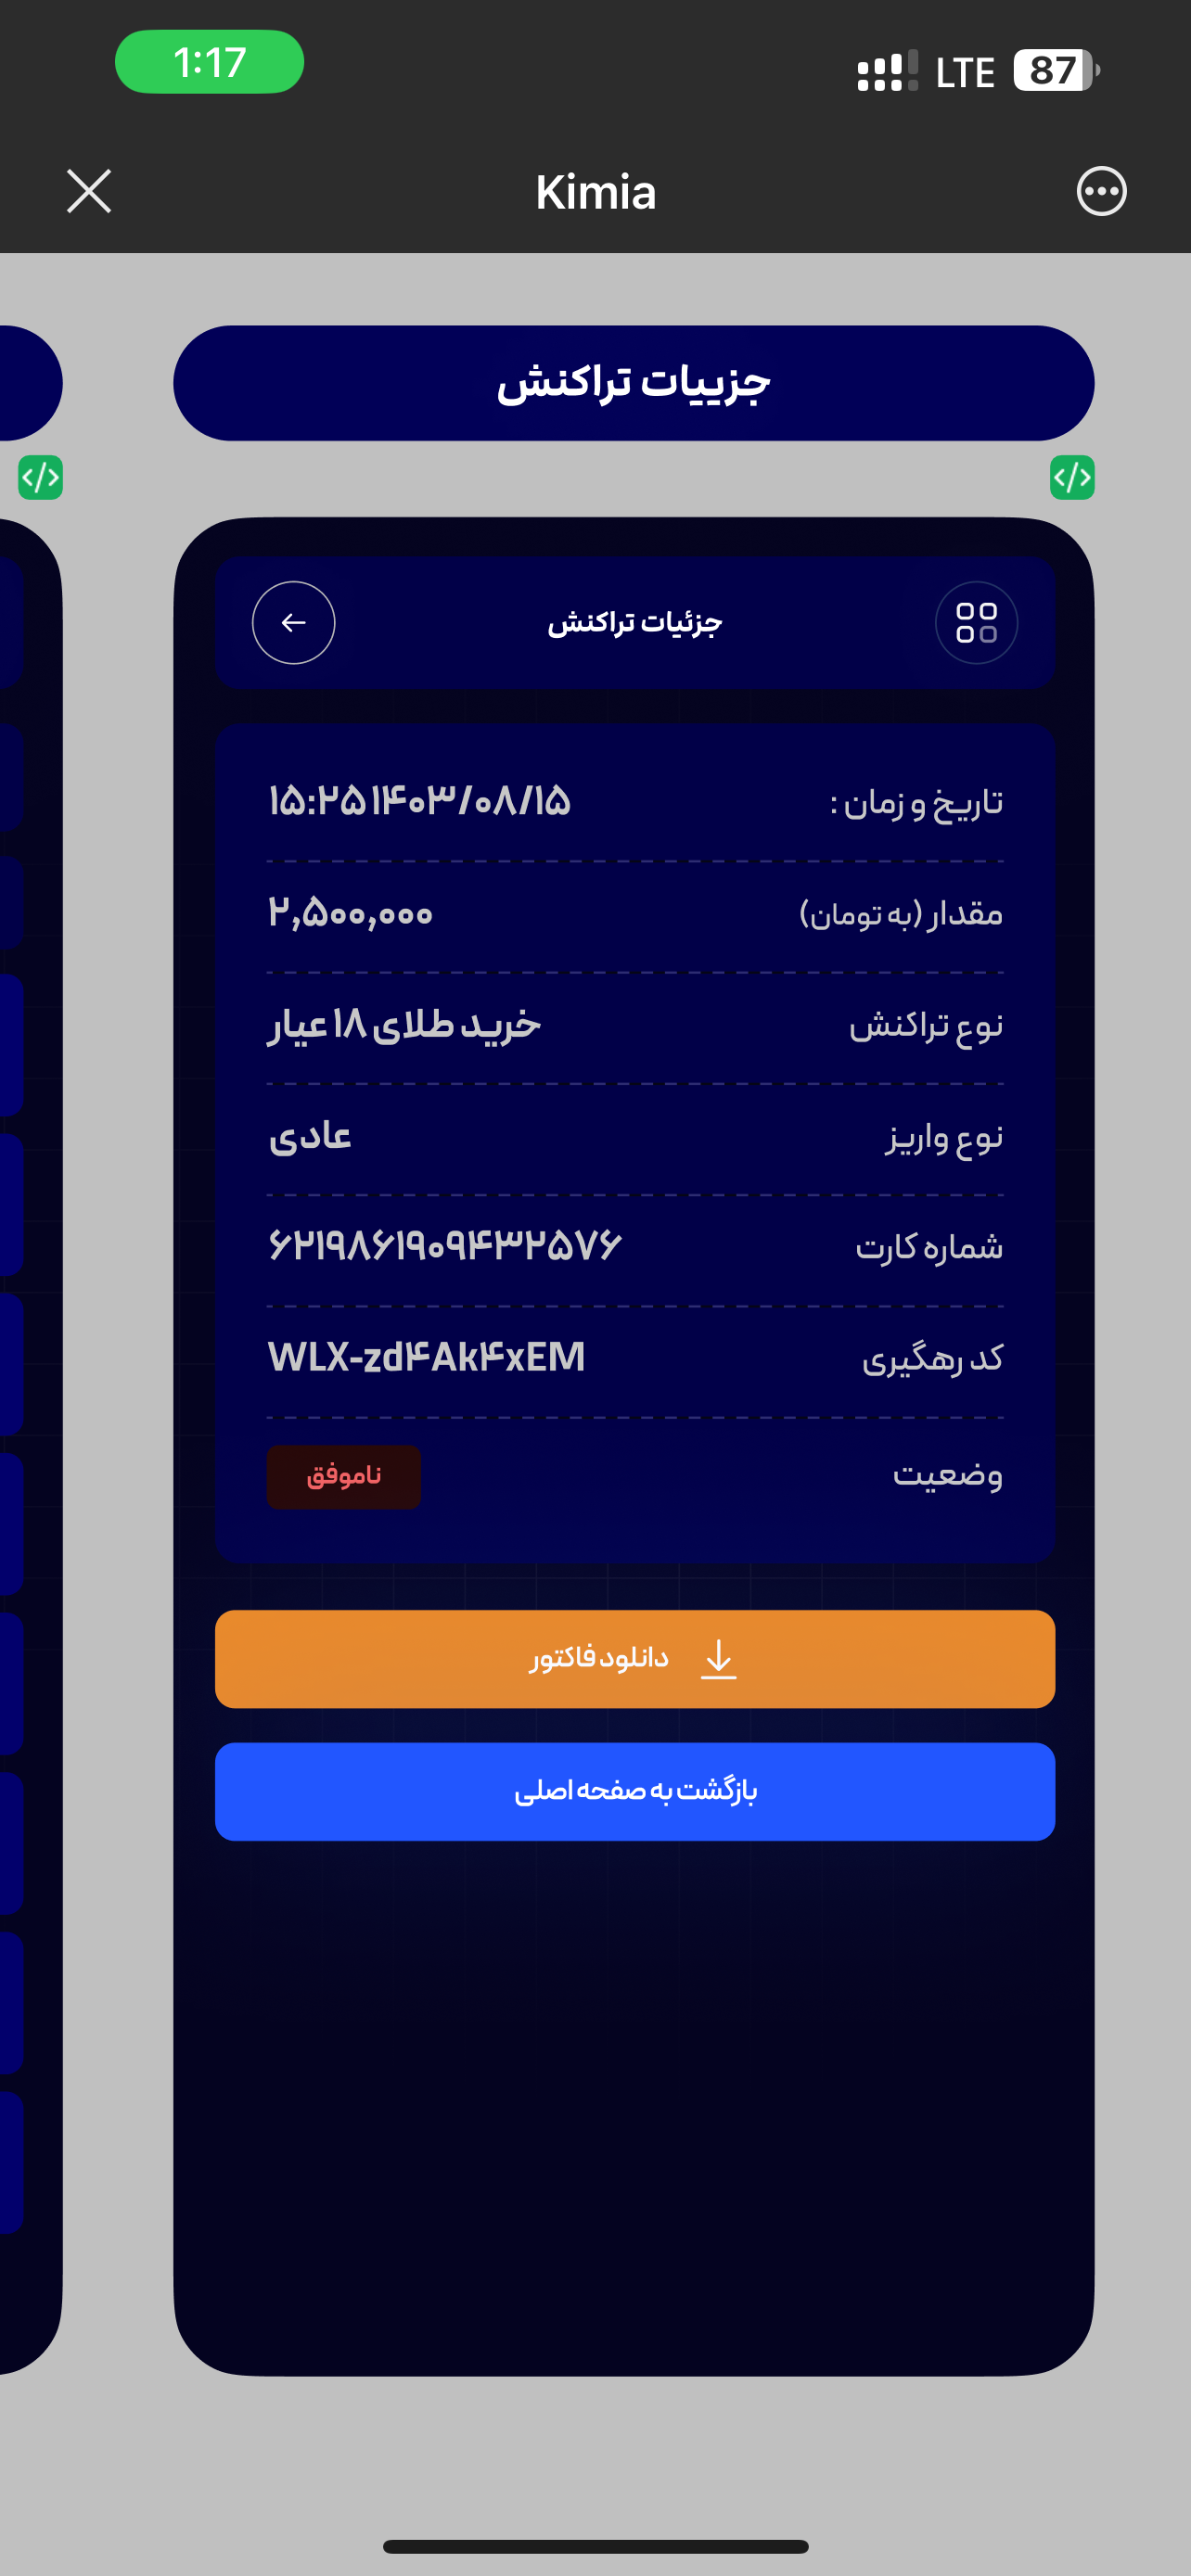 1:17
LTE 87
Kimia
جزییات تراکنش
جزئیات تراکنش
تاریخ و زمان : ۱۴۰۳/۰۸/۱۵ ۱۵:۲۵
مقدار (به تومان) ۲,۵۰۰,۰۰۰
نوع تراکنش خرید طلای ۱۸ عیار
نوع واریز عادی
شماره کارت ۶۲۱۹۸۶۱۹۰۹۴۳۲۵۷۶
کد رهگیری WLX-zd۴Ak۴xEM
وضعیت ناموفق
دانلود فاکتور
بازگشت به صفحه اصلی